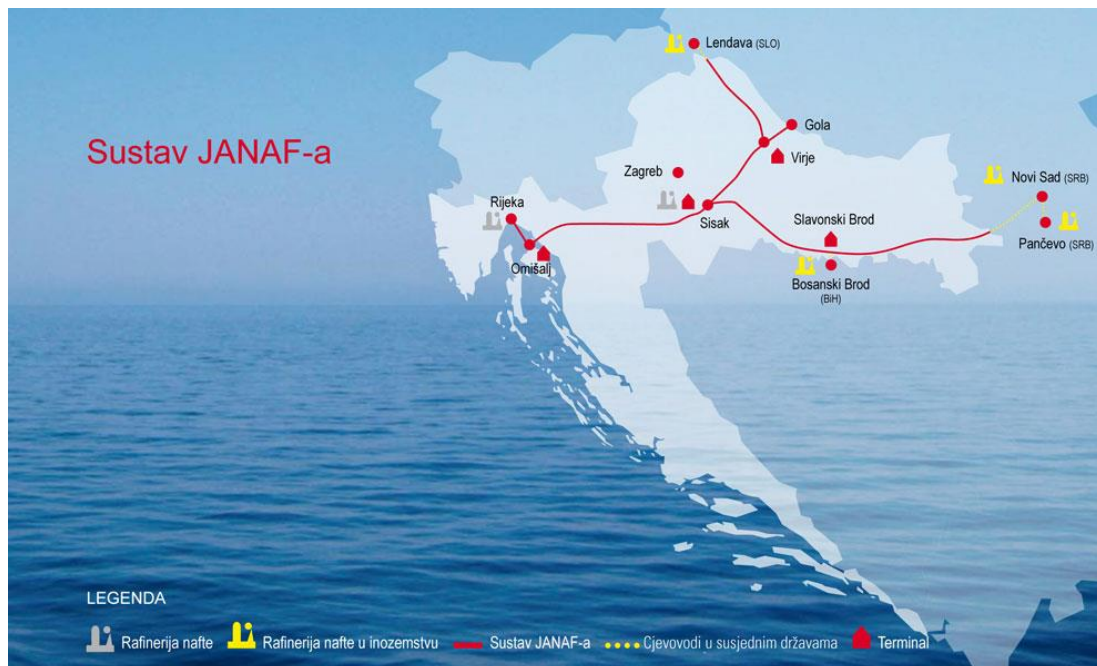 Sustav JANAF-a
Lendava (SLO)
Gola
Virje
Zagreb
Sisak
Rijeka
Omišalj
Slavonski Brod
Bosanski Brod
(BiH)
Novi Sad (SRB)
Pančevo (SRB)
LEGENDA
Rafinerija nafte
Rafinerija nafte u inozemstvu
Sustav JANAF-a
Cjevovodi u susjednim državama
Terminal